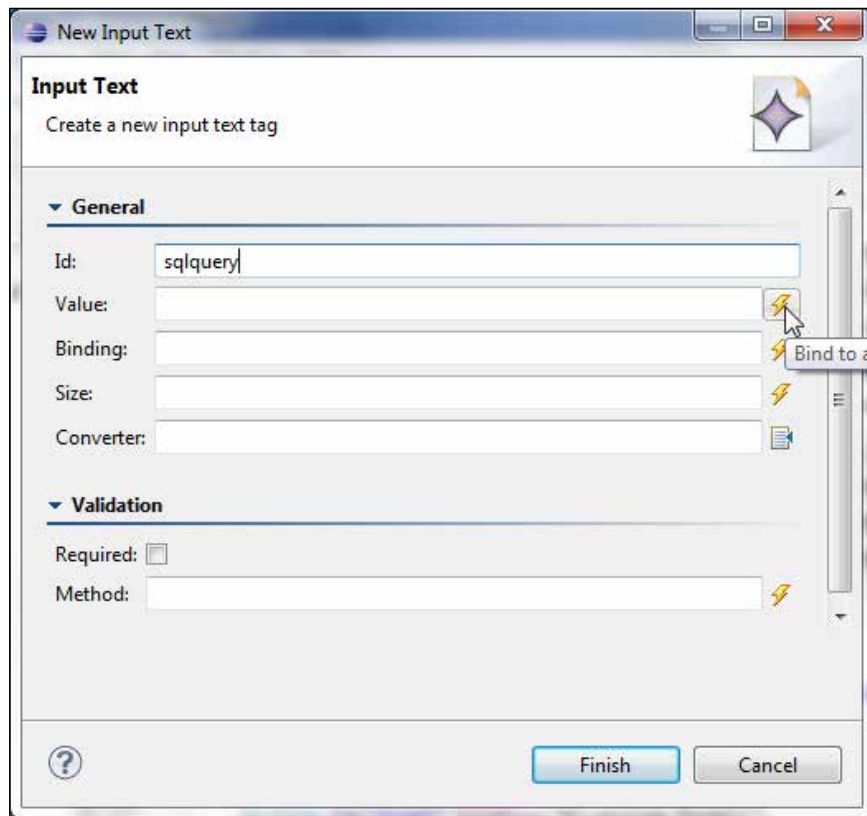 New Input Text
Input Text
Create a new input text tag
General
Id: sqlquery
Value:
Bind to a
Binding:
Size:
Converter:
Validation
Required:
Method:
?
Finish Cancel